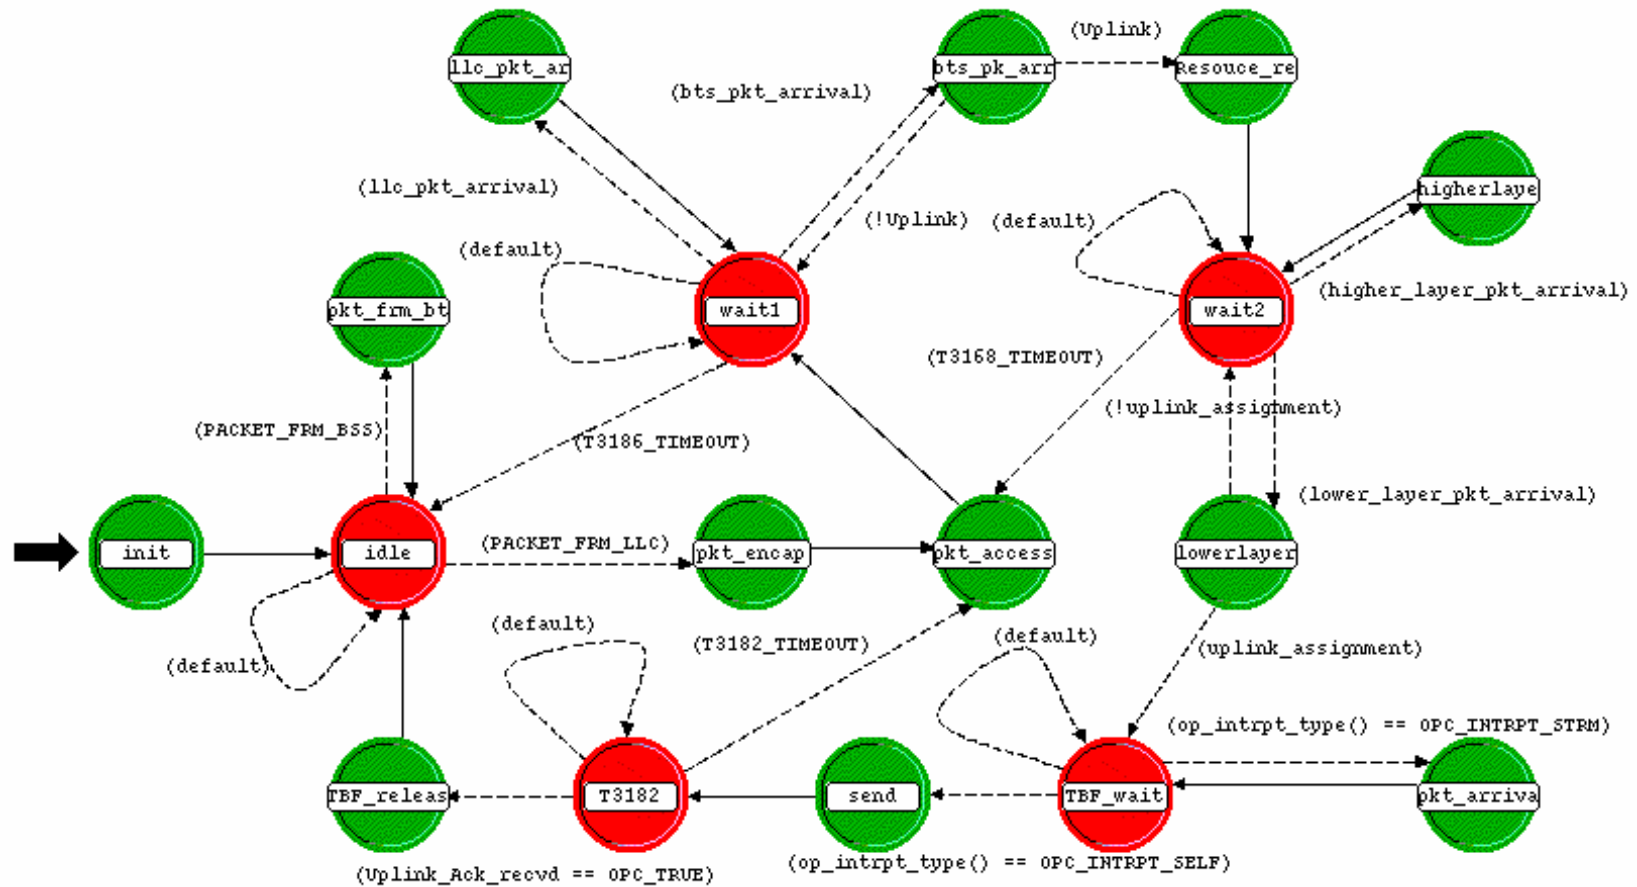 (Uplink)
llc_pkt_ar
bts_pk_arr
Resouce_re
(bts_pkt_arrival)
(llc_pkt_arrival)
higherlaye
(!Uplink)
(default)
(default)
(higher_layer_pkt_arrival)
pkt_frm_bt
wait1
wait2
(T3168_TIMEOUT)
(!uplink_assignment)
(PACKET_FRM_BSS)
(T3186_TIMEOUT)
(lower_layer_pkt_arrival)
(PACKET_FRM_LLC)
init
idle
pkt_encap
pkt_access
lowerlayer
(default)
(T3182_TIMEOUT)
(default)
(uplink_assignment)
(default)
(op_intrpt_type() == OPC_INTRPT_STRM)
TBF_releas
T3182
send
TBF_wait
pkt_arriva
(op_intrpt_type() == OPC_INTRPT_SELF)
(Uplink_Ack_recvd == OPC_TRUE)